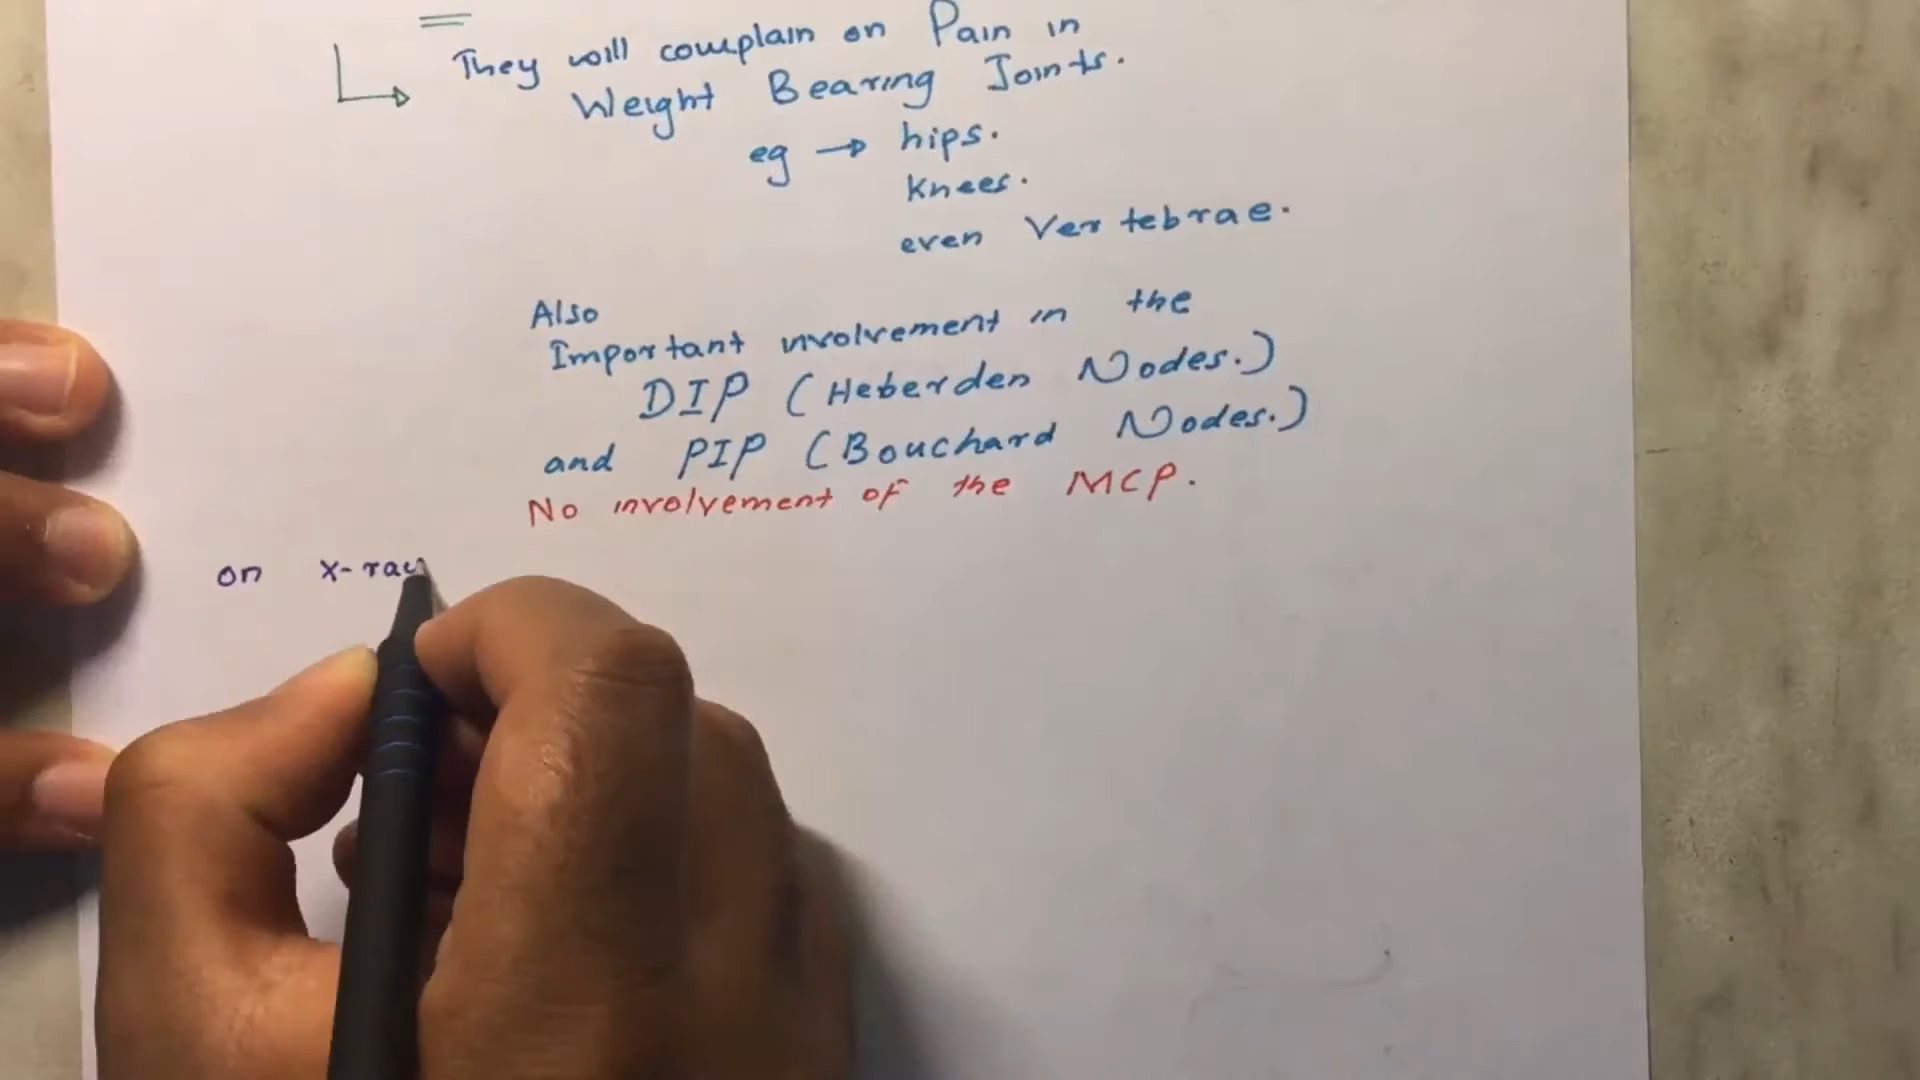 They will complain on Pain in
Weight Bearing Joints.
eg → hips.
knees.
even Vertebrae.
Also
Important involvement in the
DIP (Heberden Nodes.)
and PIP (Bouchard Nodes.)
No involvement of the MCP.
on x-ray